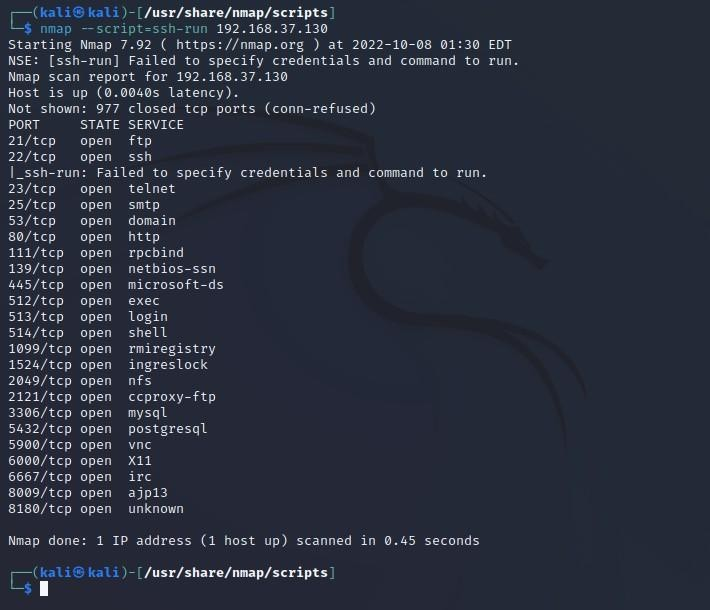 ┌──(kali㉿kali)-[/usr/share/nmap/scripts]
└─$ nmap --script=ssh-run 192.168.37.130
Starting Nmap 7.92 ( https://nmap.org ) at 2022-10-08 01:30 EDT
NSE: [ssh-run] Failed to specify credentials and command to run.
Nmap scan report for 192.168.37.130
Host is up (0.0040s latency).
Not shown: 977 closed tcp ports (conn-refused)
PORT     STATE SERVICE
21/tcp   open  ftp
22/tcp   open  ssh
|_ssh-run: Failed to specify credentials and command to run.
23/tcp   open  telnet
25/tcp   open  smtp
53/tcp   open  domain
80/tcp   open  http
111/tcp  open  rpcbind
139/tcp  open  netbios-ssn
445/tcp  open  microsoft-ds
512/tcp  open  exec
513/tcp  open  login
514/tcp  open  shell
1099/tcp open  rmiregistry
1524/tcp open  ingreslock
2049/tcp open  nfs
2121/tcp open  ccproxy-ftp
3306/tcp open  mysql
5432/tcp open  postgresql
5900/tcp open  vnc
6000/tcp open  X11
6667/tcp open  irc
8009/tcp open  ajp13
8180/tcp open  unknown
Nmap done: 1 IP address (1 host up) scanned in 0.45 seconds
┌──(kali㉿kali)-[/usr/share/nmap/scripts]
└─$